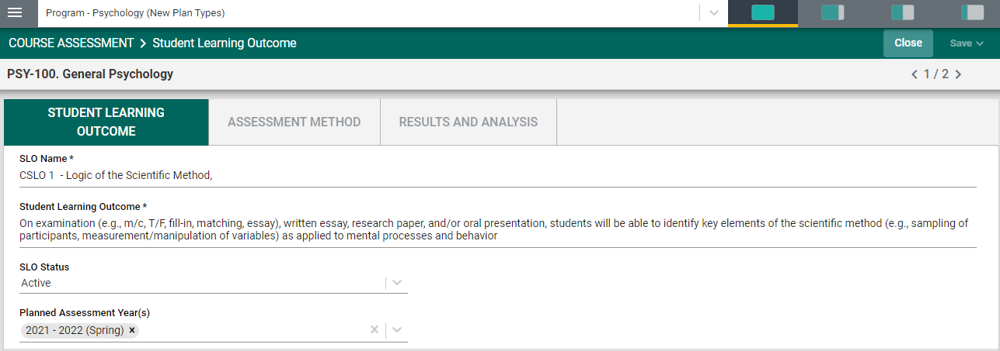 Program - Psychology (New Plan Types)
COURSE ASSESSMENT > Student Learning Outcome
Close
Save
PSY-100. General Psychology
< 1 / 2 >
STUDENT LEARNING
OUTCOME
ASSESSMENT METHOD
RESULTS AND ANALYSIS
SLO Name *
CSLO 1  - Logic of the Scientific Method,
Student Learning Outcome *
On examination (e.g., m/c, T/F, fill-in, matching, essay), written essay, research paper, and/or oral presentation, students will be able to identify key elements of the scientific method (e.g., sampling of
participants, measurement/manipulation of variables) as applied to mental processes and behavior
SLO Status
Active
Planned Assessment Year(s)
2021 - 2022 (Spring) ×